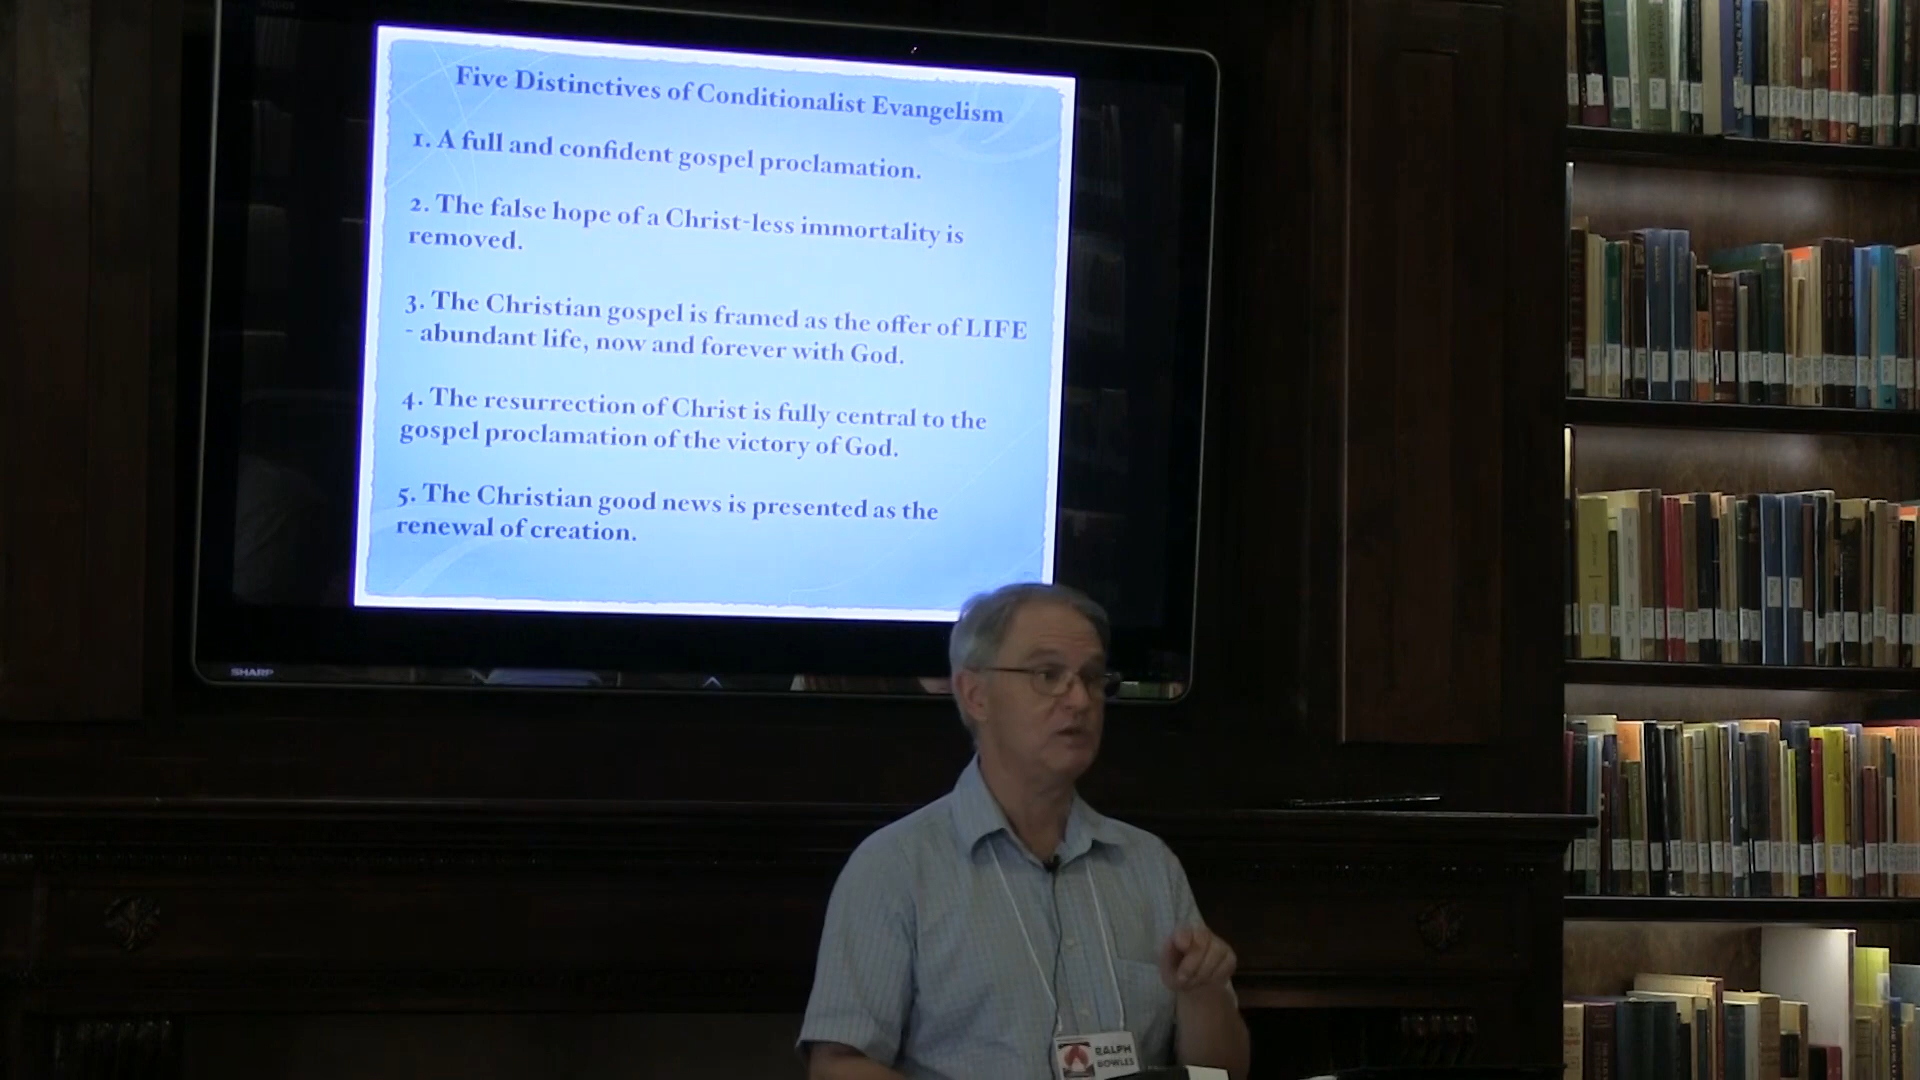 Five Distinctives of Conditionalist Evangelism
1. A full and confident gospel proclamation.
2. The false hope of a Christ-less immortality is
removed.
3. The Christian gospel is framed as the offer of LIFE
- abundant life, now and forever with God.
4. The resurrection of Christ is fully central to the
gospel proclamation of the victory of God.
5. The Christian good news is presented as the
renewal of creation.
SHARP
RALPH
BOWLES